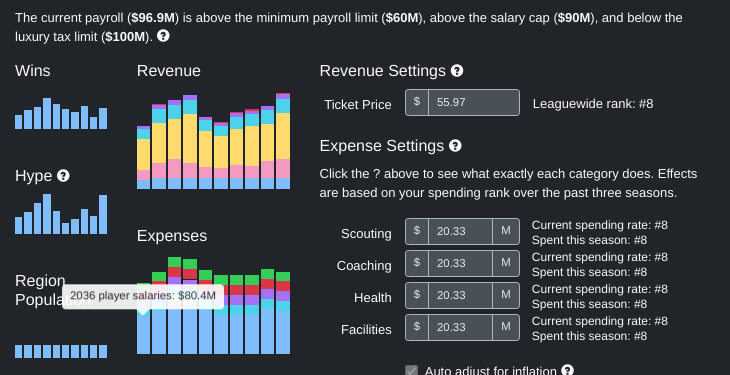 The current payroll ($96.9M) is above the minimum payroll limit ($60M), above the salary cap ($90M), and below the
luxury tax limit ($100M). ?
Wins
Revenue
Revenue Settings ?
Ticket Price $ 55.97 Leaguewide rank: #8
Expense Settings ?
Click the ? above to see what exactly each category does. Effects
are based on your spending rank over the past three seasons.
Hype ?
Expenses
Scouting $ 20.33 M Current spending rate: #8
Spent this season: #8
Coaching $ 20.33 M Current spending rate: #8
Spent this season: #8
Health $ 20.33 M Current spending rate: #8
Spent this season: #8
Facilities $ 20.33 M Current spending rate: #8
Spent this season: #8
Region
2036 player salaries: $80.4M
Auto adjust for inflation ?